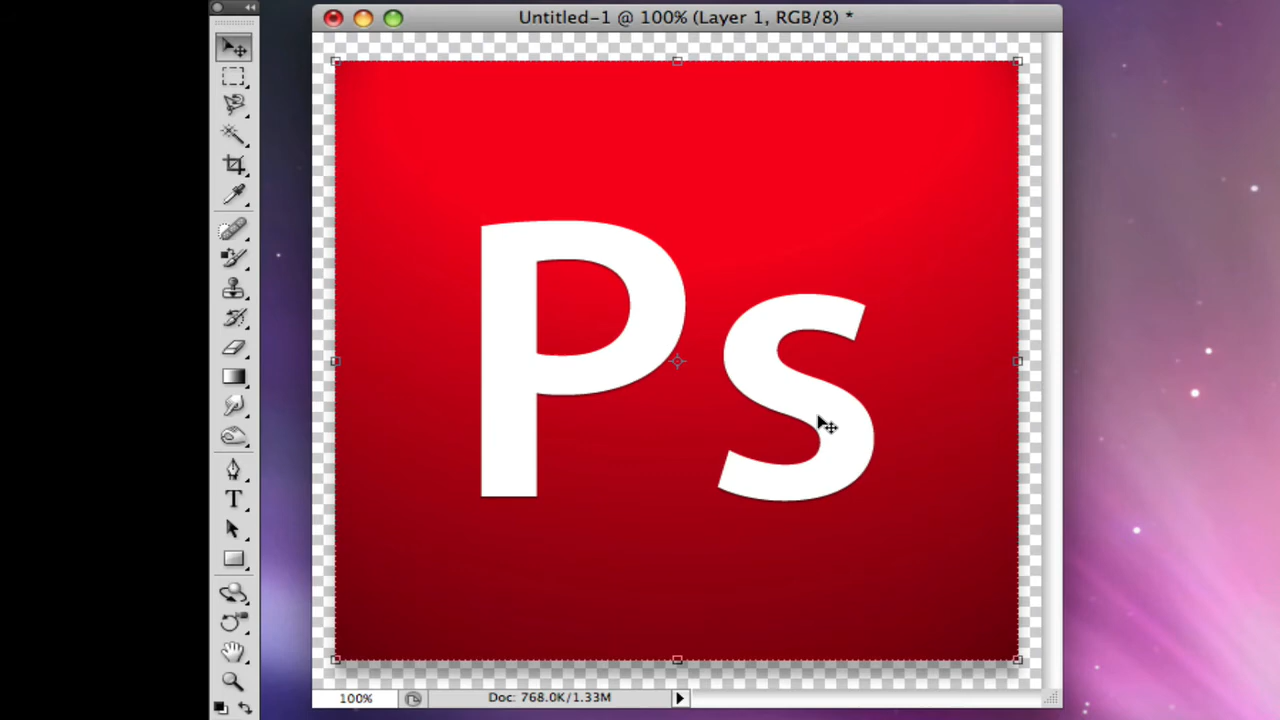 Untitled-1 @ 100% (Layer 1, RGB/8) *
Ps
T
100%
Doc: 768.0K/1.33M